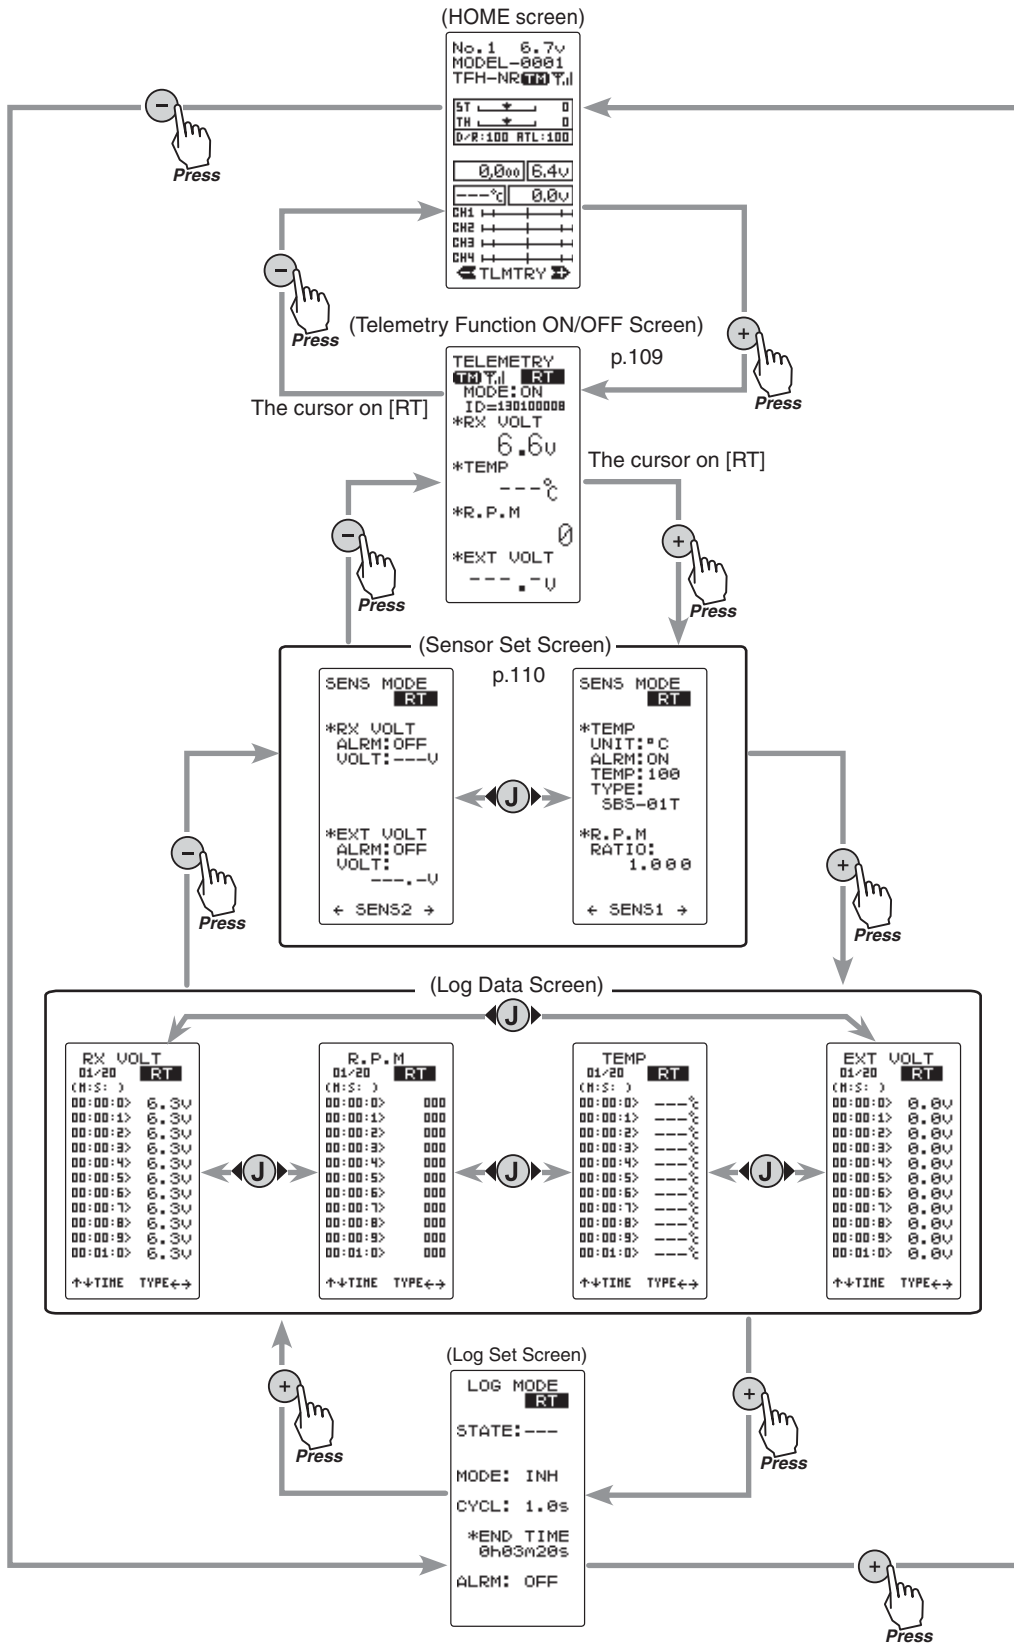 (HOME screen)
No.1 6.7v
MODEL-0001
TFH-NR TM
ST 0
TH 0
D/R:100 ATL:100
0,000 6.4v
---°C 0.0v
CH1
CH2
CH3
CH4
- TLMTRY +
−
Press
−
Press
+
Press
(Telemetry Function ON/OFF Screen)
p.109
The cursor on [RT]
TELEMETRY
TM RT
MODE:ON
ID=130100008
*RX VOLT
6.6v
*TEMP
---°C
*R.P.M
0
*EXT VOLT
---.-v
The cursor on [RT]
−
Press
+
Press
(Sensor Set Screen)
p.110
SENS MODE
RT
*RX VOLT
ALRM:OFF
VOLT:---V
*EXT VOLT
ALRM:OFF
VOLT:
---.-V
← SENS2 →
J
SENS MODE
RT
*TEMP
UNIT:°C
ALRM:ON
TEMP:100
TYPE:
SBS-01T
*R.P.M
RATIO:
1.000
← SENS1 →
−
Press
+
Press
(Log Data Screen)
J
RX VOLT
01/20 RT
(M:S: )
00:00:0> 6.3V
00:00:1> 6.3V
00:00:2> 6.3V
00:00:3> 6.3V
00:00:4> 6.3V
00:00:5> 6.3V
00:00:6> 6.3V
00:00:7> 6.3V
00:00:8> 6.3V
00:00:9> 6.3V
00:01:0> 6.3V
↑↓TIME TYPE←→
J
R.P.M
01/20 RT
(M:S: )
00:00:0> 000
00:00:1> 000
00:00:2> 000
00:00:3> 000
00:00:4> 000
00:00:5> 000
00:00:6> 000
00:00:7> 000
00:00:8> 000
00:00:9> 000
00:01:0> 000
↑↓TIME TYPE←→
J
TEMP
01/20 RT
(M:S: )
00:00:0> ---°C
00:00:1> ---°C
00:00:2> ---°C
00:00:3> ---°C
00:00:4> ---°C
00:00:5> ---°C
00:00:6> ---°C
00:00:7> ---°C
00:00:8> ---°C
00:00:9> ---°C
00:01:0> ---°C
↑↓TIME TYPE←→
J
EXT VOLT
01/20 RT
(M:S: )
00:00:0> 0.0V
00:00:1> 0.0V
00:00:2> 0.0V
00:00:3> 0.0V
00:00:4> 0.0V
00:00:5> 0.0V
00:00:6> 0.0V
00:00:7> 0.0V
00:00:8> 0.0V
00:00:9> 0.0V
00:01:0> 0.0V
↑↓TIME TYPE←→
+
Press
(Log Set Screen)
LOG MODE
RT
STATE:---
MODE: INH
CYCL: 1.0s
*END TIME
0h03m20s
ALRM: OFF
+
Press
+
Press